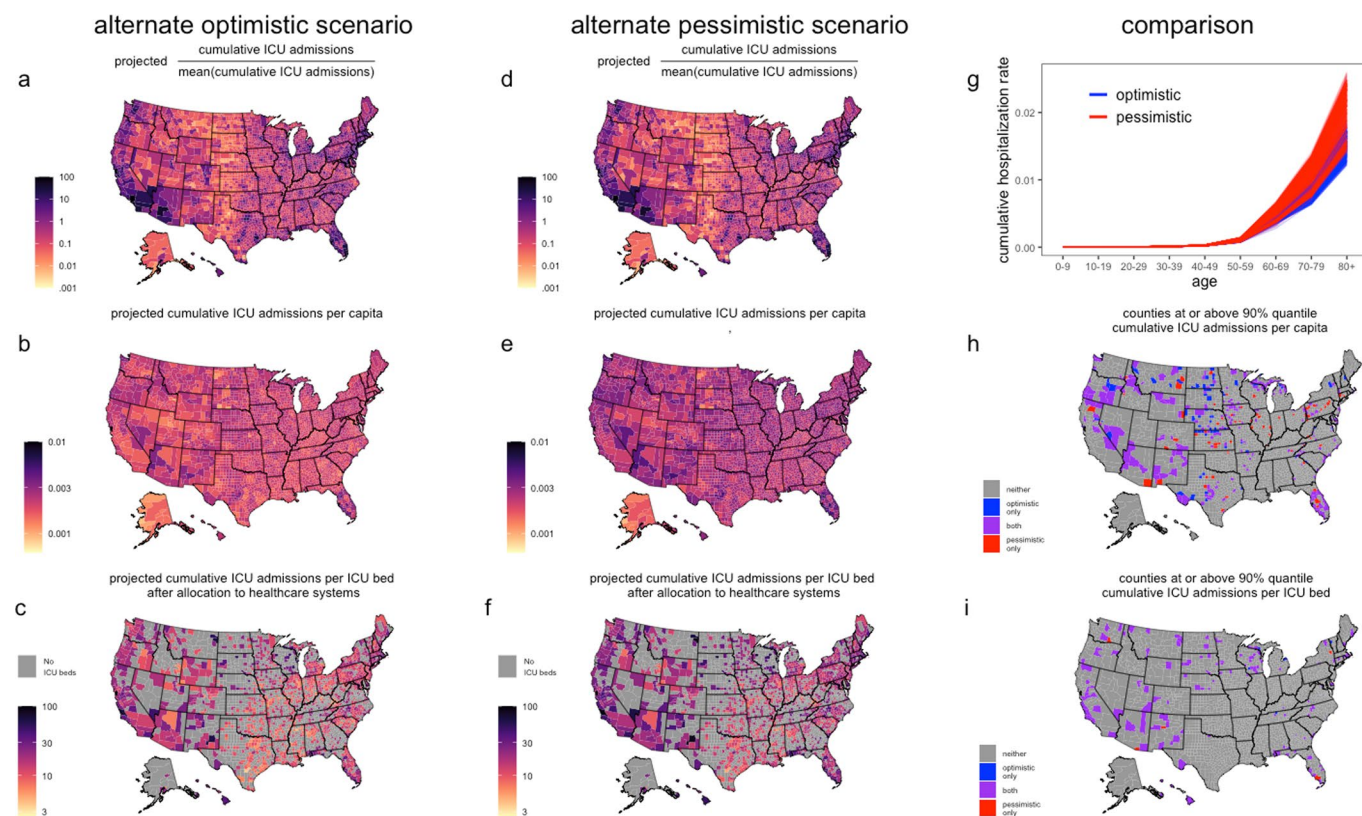 alternate optimistic scenario
alternate pessimistic scenario
comparison
a
projected
cumulative ICU admissions
mean(cumulative ICU admissions)
100
10
1
0.1
0.01
.001
d
projected
cumulative ICU admissions
mean(cumulative ICU admissions)
100
10
1
0.1
0.01
.001
g
cumulative hospitalization rate
0.02
0.01
0.00
optimistic
pessimistic
0-9 10-19 20-29 30-39 40-49 50-59 60-69 70-79 80+
age
b
projected cumulative ICU admissions per capita
0.01
0.003
0.001
e
projected cumulative ICU admissions per capita
,
0.01
0.003
0.001
h
counties at or above 90% quantile
cumulative ICU admissions per capita
neither
optimistic
only
both
pessimistic
only
c
projected cumulative ICU admissions per ICU bed
after allocation to healthcare systems
No
ICU beds
100
30
10
3
f
projected cumulative ICU admissions per ICU bed
after allocation to healthcare systems
No
ICU beds
100
30
10
3
i
counties at or above 90% quantile
cumulative ICU admissions per ICU bed
neither
optimistic
only
both
pessimistic
only